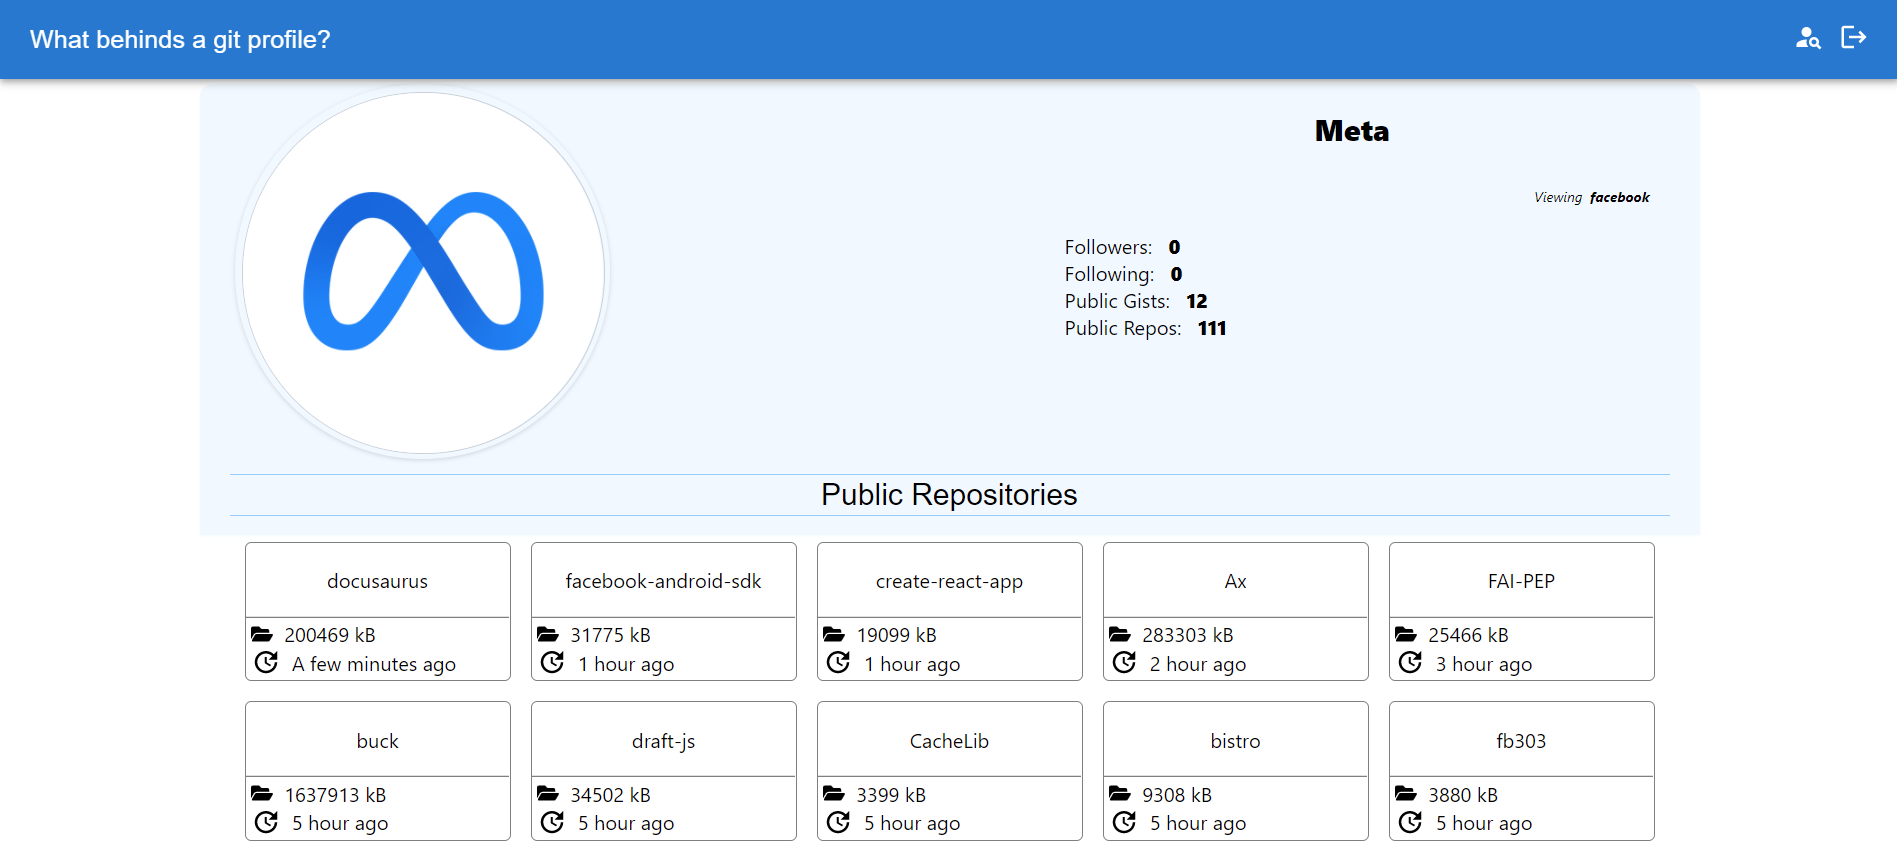 What behinds a git profile?
Meta
Viewing facebook
Followers: 0
Following: 0
Public Gists: 12
Public Repos: 111
Public Repositories
docusaurus
200469 kB
A few minutes ago
facebook-android-sdk
31775 kB
1 hour ago
create-react-app
19099 kB
1 hour ago
Ax
283303 kB
2 hour ago
FAI-PEP
25466 kB
3 hour ago
buck
1637913 kB
5 hour ago
draft-js
34502 kB
5 hour ago
CacheLib
3399 kB
5 hour ago
bistro
9308 kB
5 hour ago
fb303
3880 kB
5 hour ago